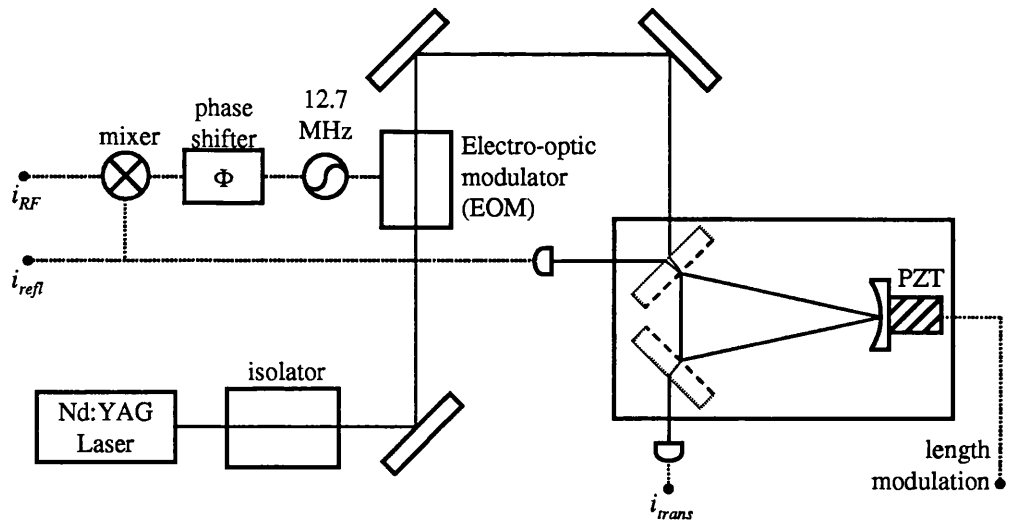 12.7
MHz
phase
shifter
mixer
Φ
Electro-optic
modulator
(EOM)
i_RF
i_refl
PZT
isolator
Nd:YAG
Laser
length
modulation
i_trans